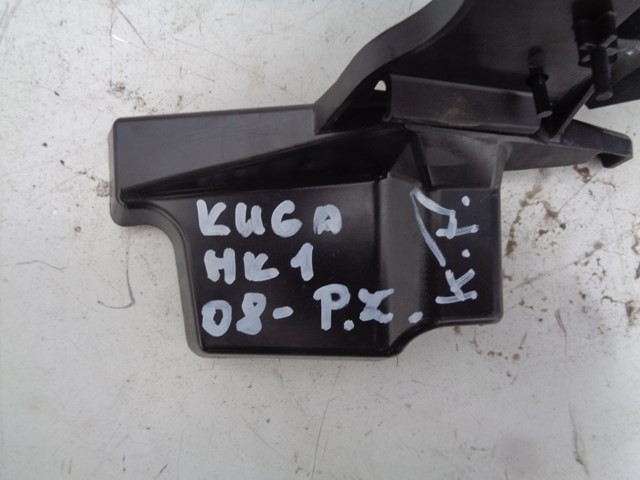 KUGA
MK1
08- P.Z.
K.P.